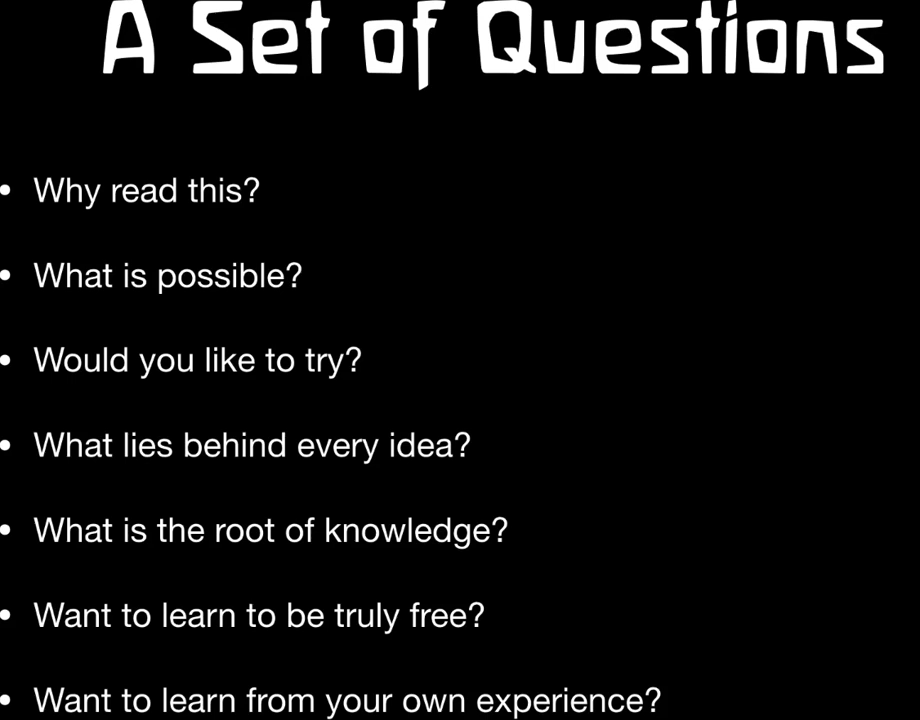 A Set of Questions
• Why read this?
• What is possible?
• Would you like to try?
• What lies behind every idea?
• What is the root of knowledge?
• Want to learn to be truly free?
• Want to learn from your own experience?